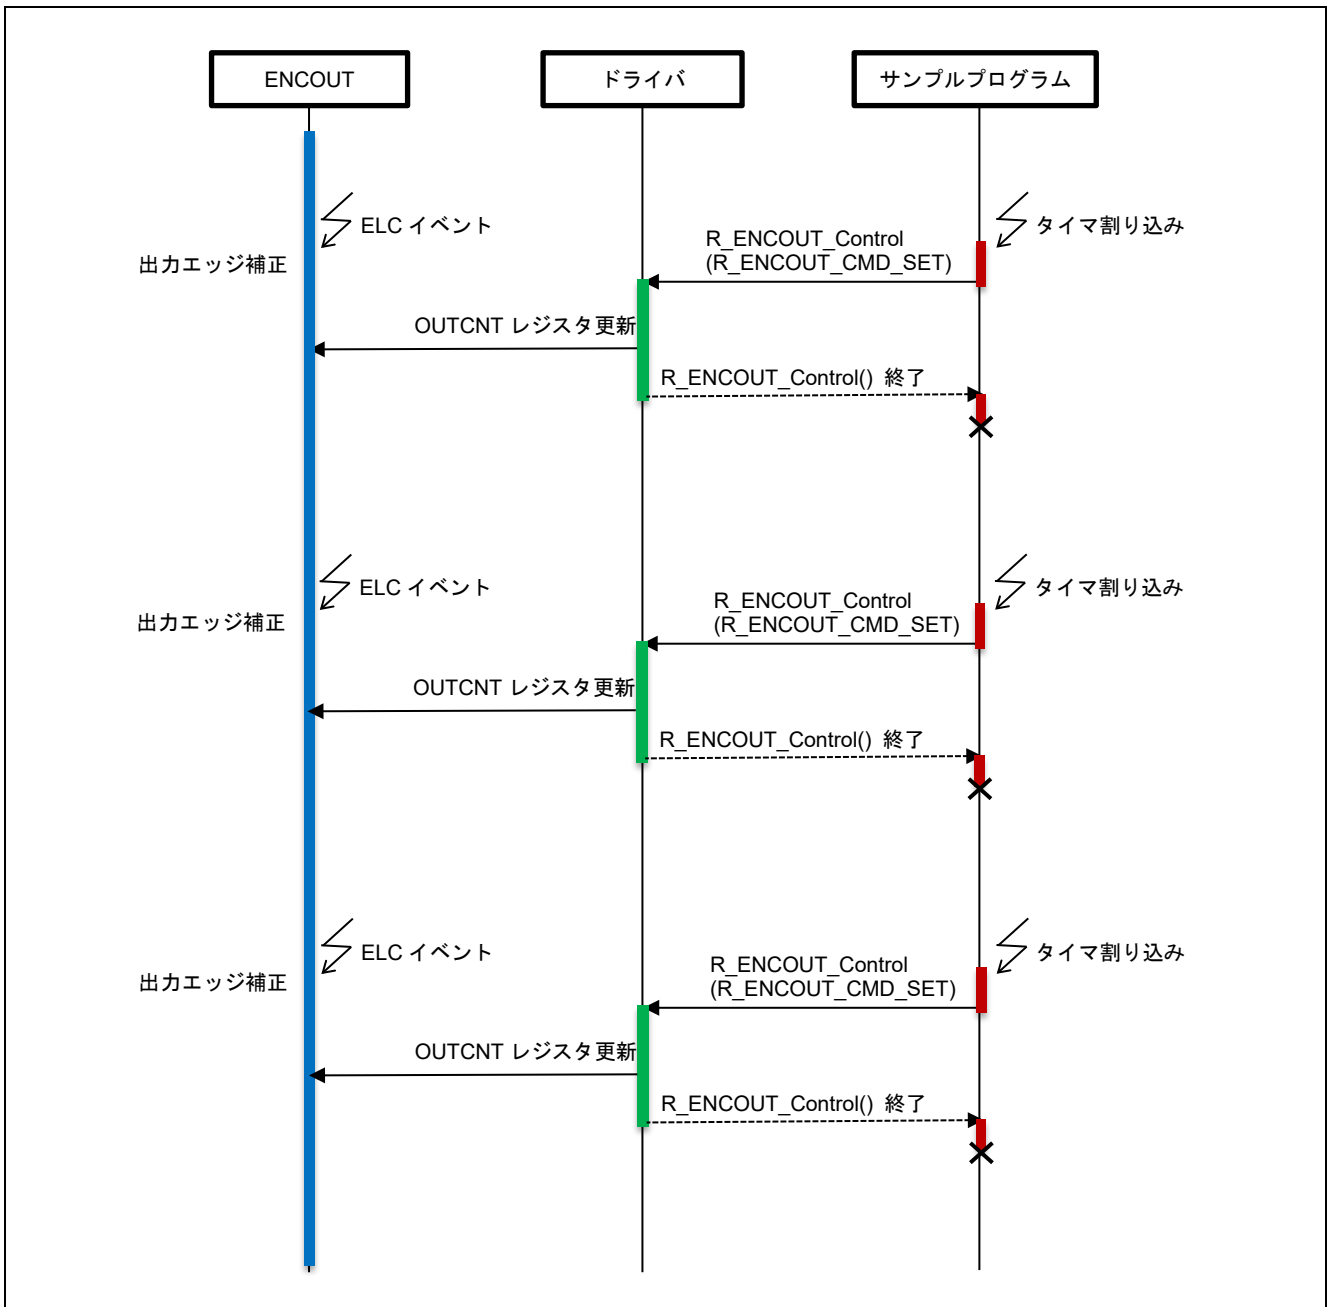 ENCOUT
ドライバ
サンプルプログラム
ELC イベント
タイマ割り込み
出力エッジ補正
R_ENCOUT_Control
(R_ENCOUT_CMD_SET)
OUTCNT レジスタ更新
R_ENCOUT_Control() 終了
ELC イベント
タイマ割り込み
出力エッジ補正
R_ENCOUT_Control
(R_ENCOUT_CMD_SET)
OUTCNT レジスタ更新
R_ENCOUT_Control() 終了
ELC イベント
タイマ割り込み
出力エッジ補正
R_ENCOUT_Control
(R_ENCOUT_CMD_SET)
OUTCNT レジスタ更新
R_ENCOUT_Control() 終了